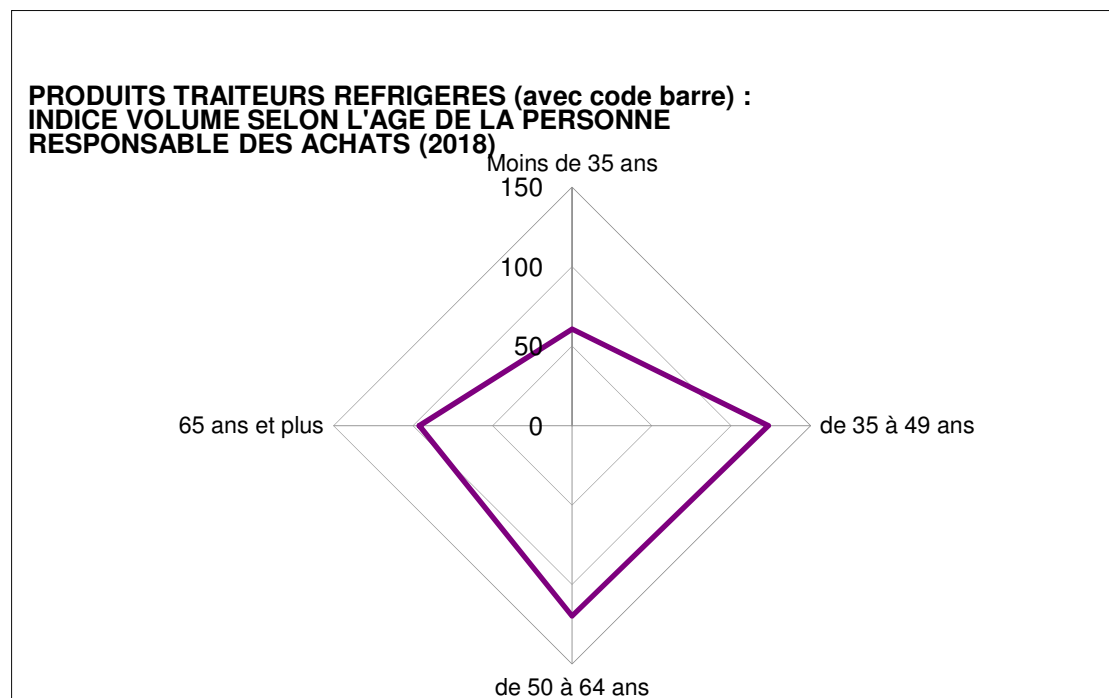 PRODUITS TRAITEURS REFRIGERES (avec code barre) :
INDICE VOLUME SELON L'AGE DE LA PERSONNE
RESPONSABLE DES ACHATS (2018)
Moins de 35 ans
150
100
50
65 ans et plus
0
de 35 à 49 ans
de 50 à 64 ans